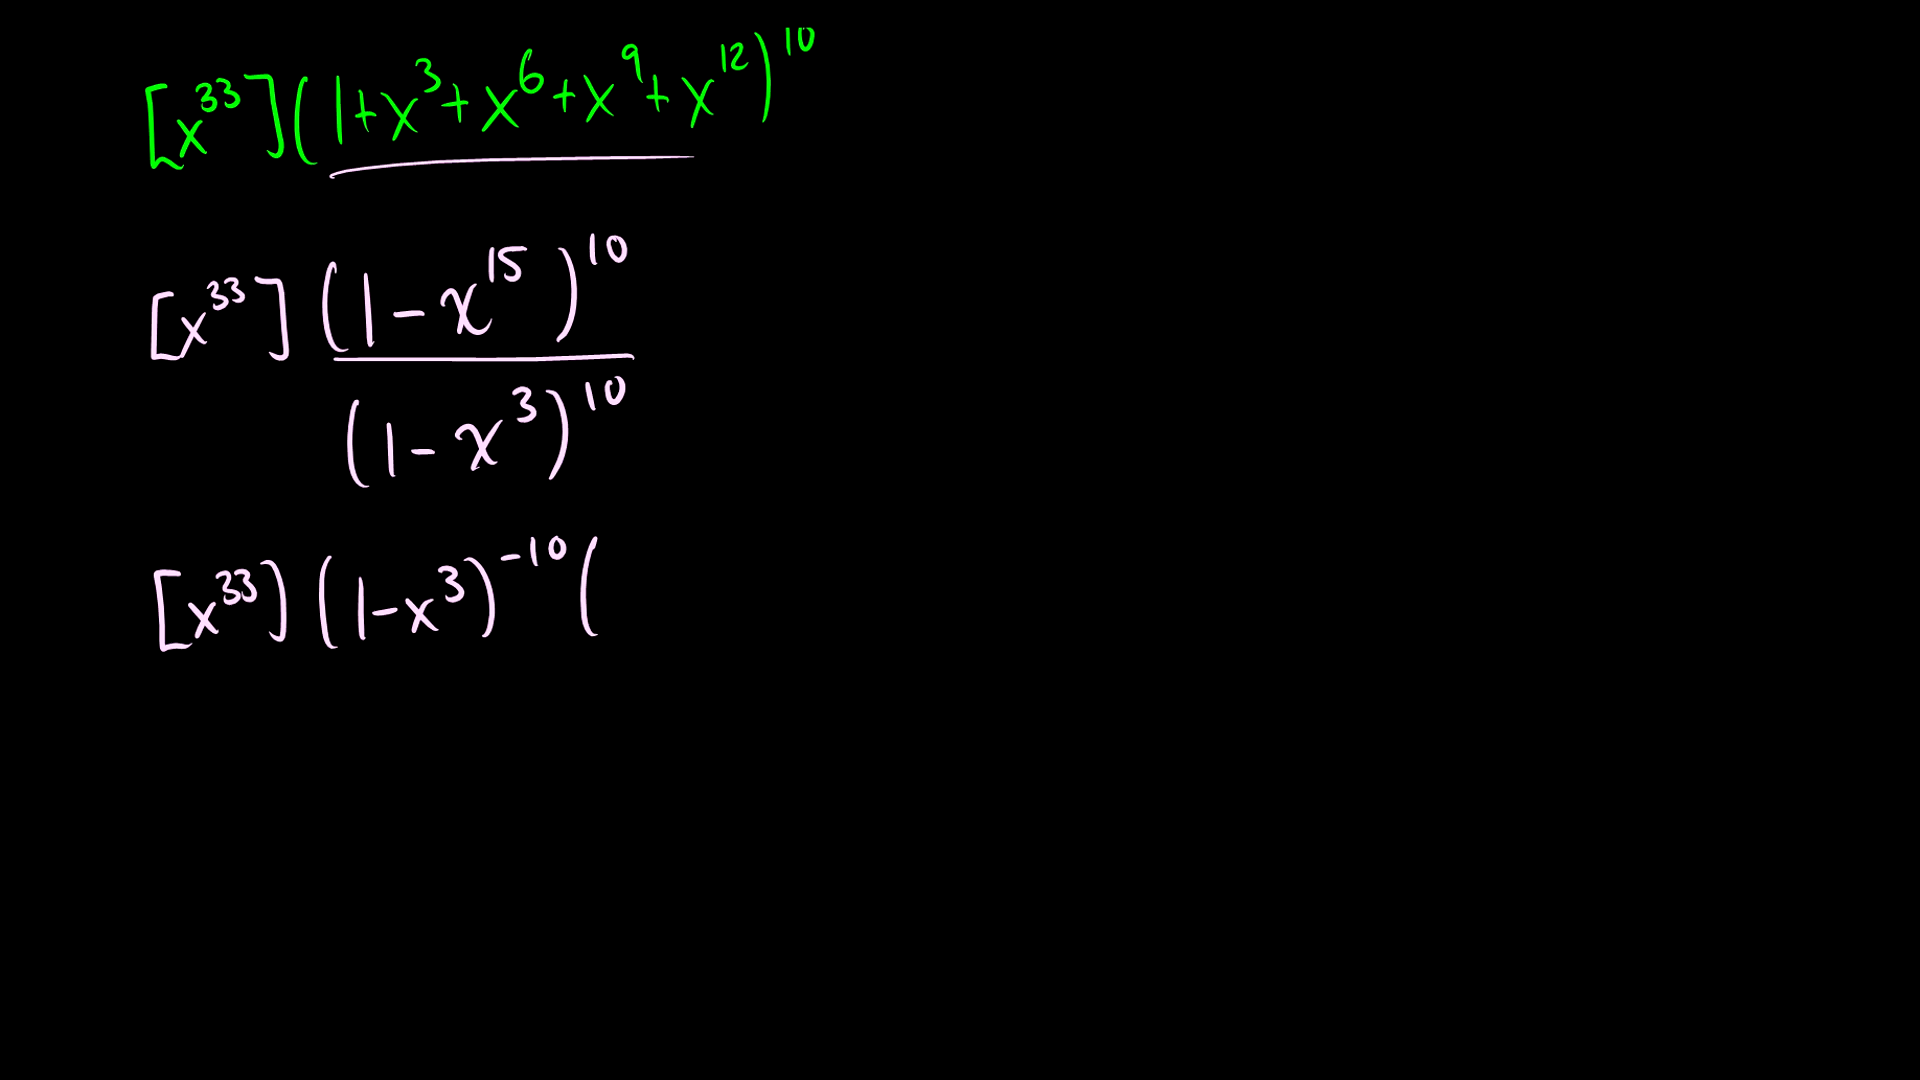 [x^33](1+x^3+x^6+x^9+x^12)^10
[x^33] (1-x^15)^10
(1-x^3)^10
[x^33] (1-x^3)^-10 (